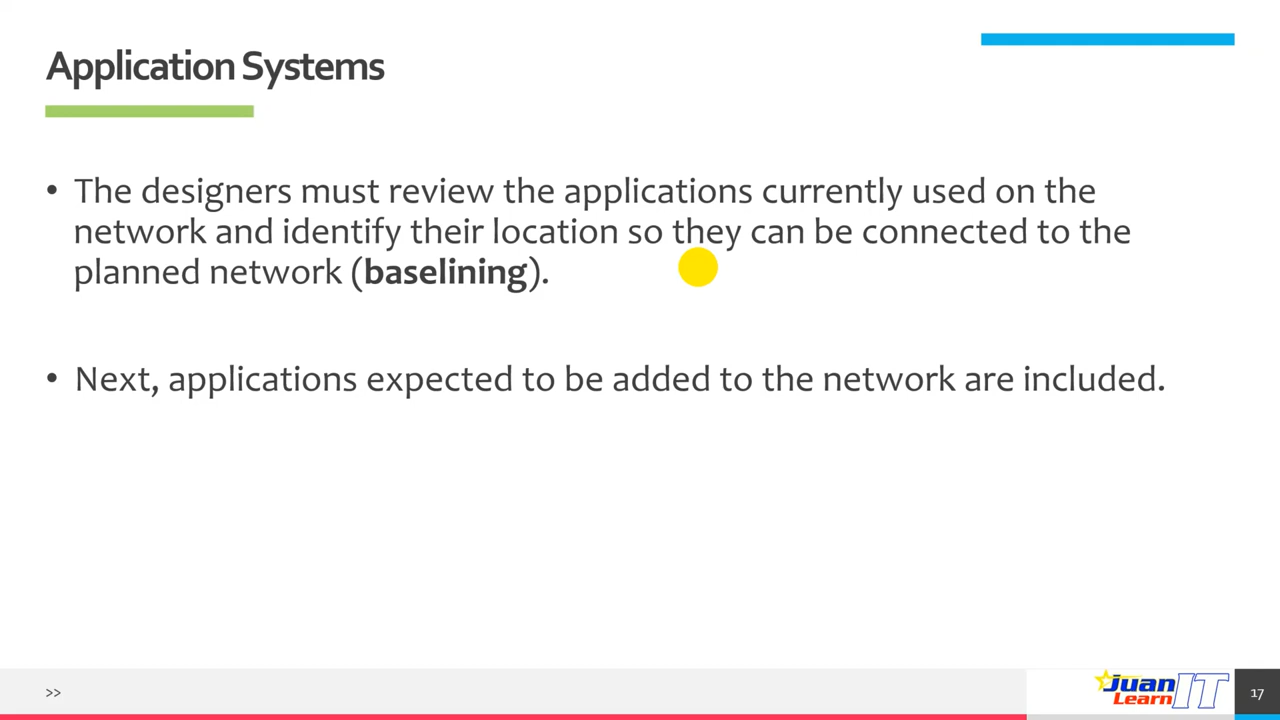 Application Systems
• The designers must review the applications currently used on the
network and identify their location so they can be connected to the
planned network (baselining).
• Next, applications expected to be added to the network are included.
>>
Juan
Learn IT
17